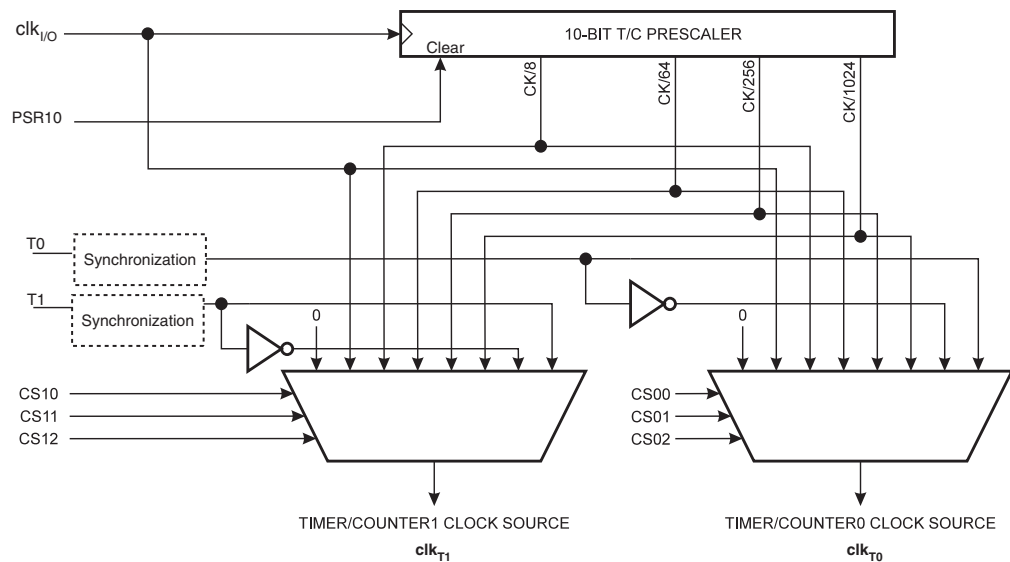 clkI/O
10-BIT T/C PRESCALER
Clear
CK/8
CK/64
CK/256
CK/1024
PSR10
T0
Synchronization
T1
Synchronization
0
0
CS10
CS11
CS12
CS00
CS01
CS02
TIMER/COUNTER1 CLOCK SOURCE
clkT1
TIMER/COUNTER0 CLOCK SOURCE
clkT0